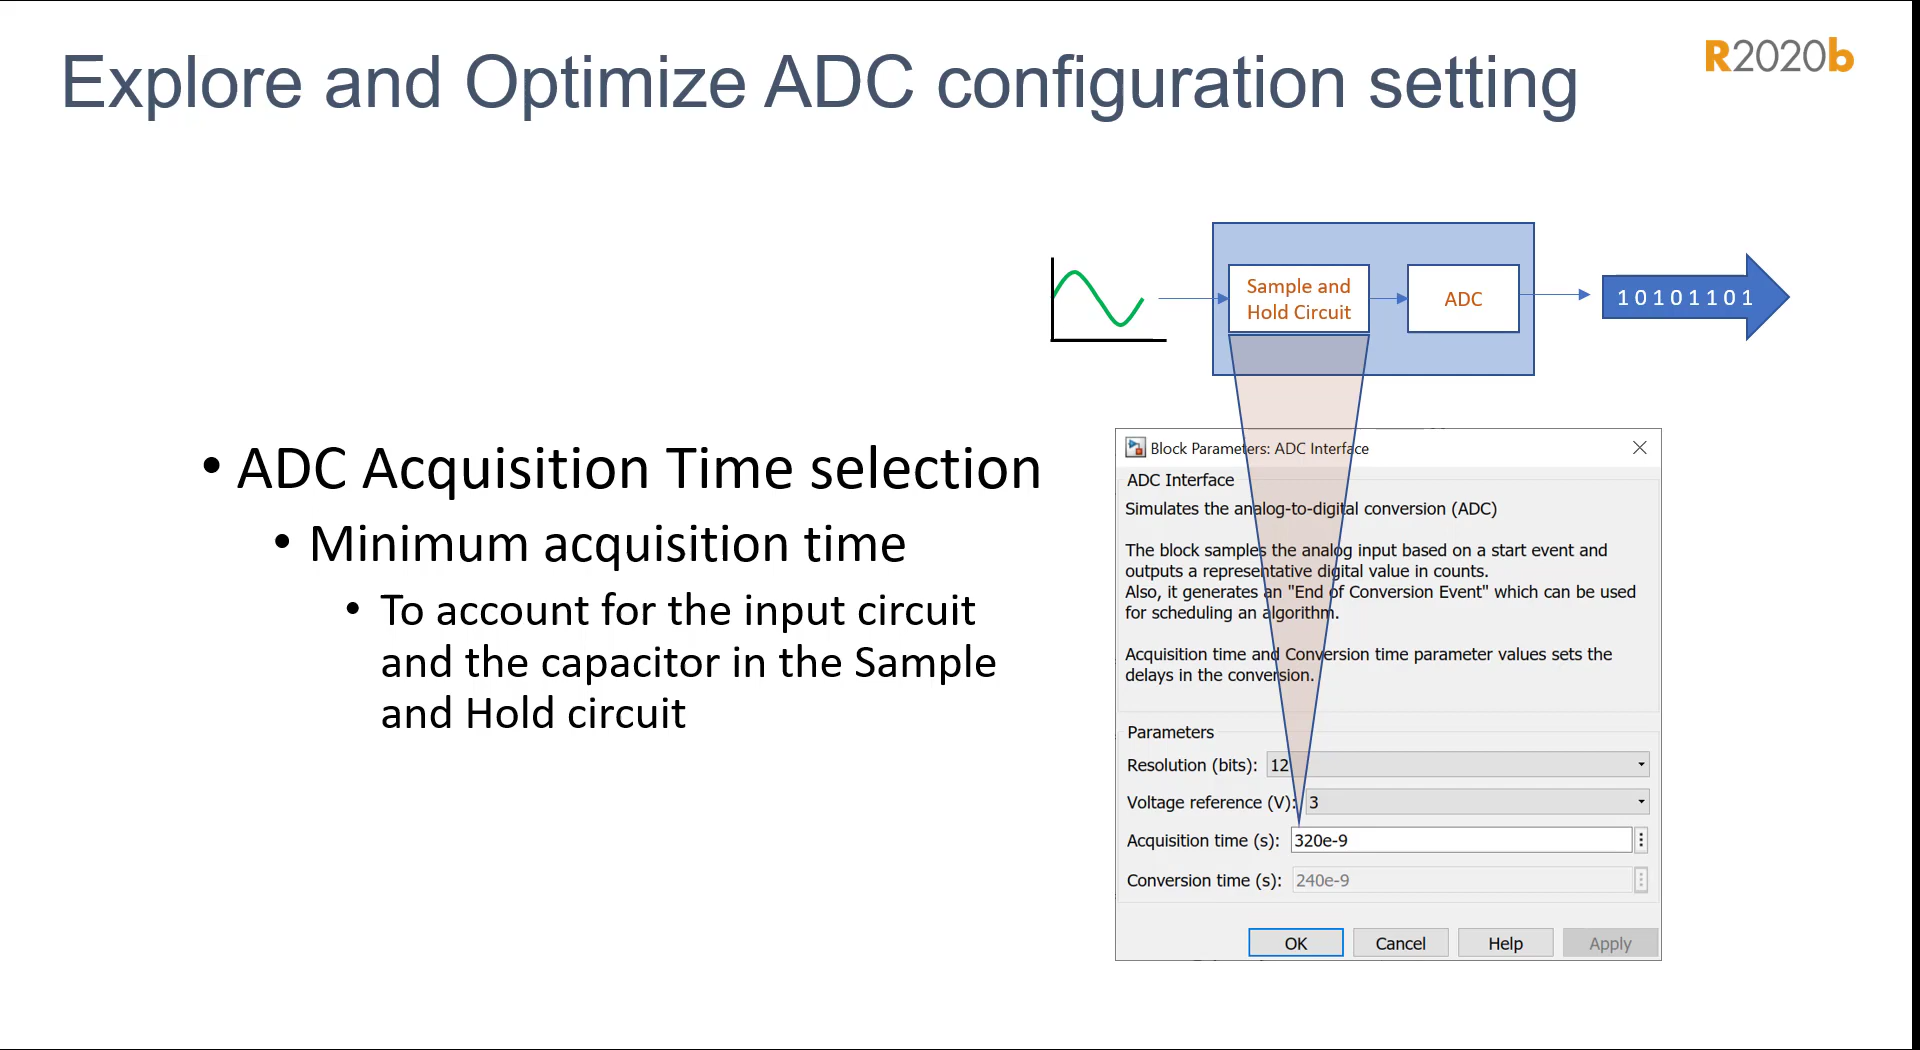 Explore and Optimize ADC configuration setting
R2020b
Sample and
Hold Circuit
ADC
10101101
• ADC Acquisition Time selection
• Minimum acquisition time
• To account for the input circuit
and the capacitor in the Sample
and Hold circuit
Block Parameters: ADC Interface
ADC Interface
Simulates the analog-to-digital conversion (ADC)
The block samples the analog input based on a start event and
outputs a representative digital value in counts.
Also, it generates an "End of Conversion Event" which can be used
for scheduling an algorithm.
Acquisition time and Conversion time parameter values sets the
delays in the conversion.
Parameters
Resolution (bits): 12
Voltage reference (V): 3
Acquisition time (s): 320e-9
Conversion time (s): 240e-9
OK Cancel Help Apply